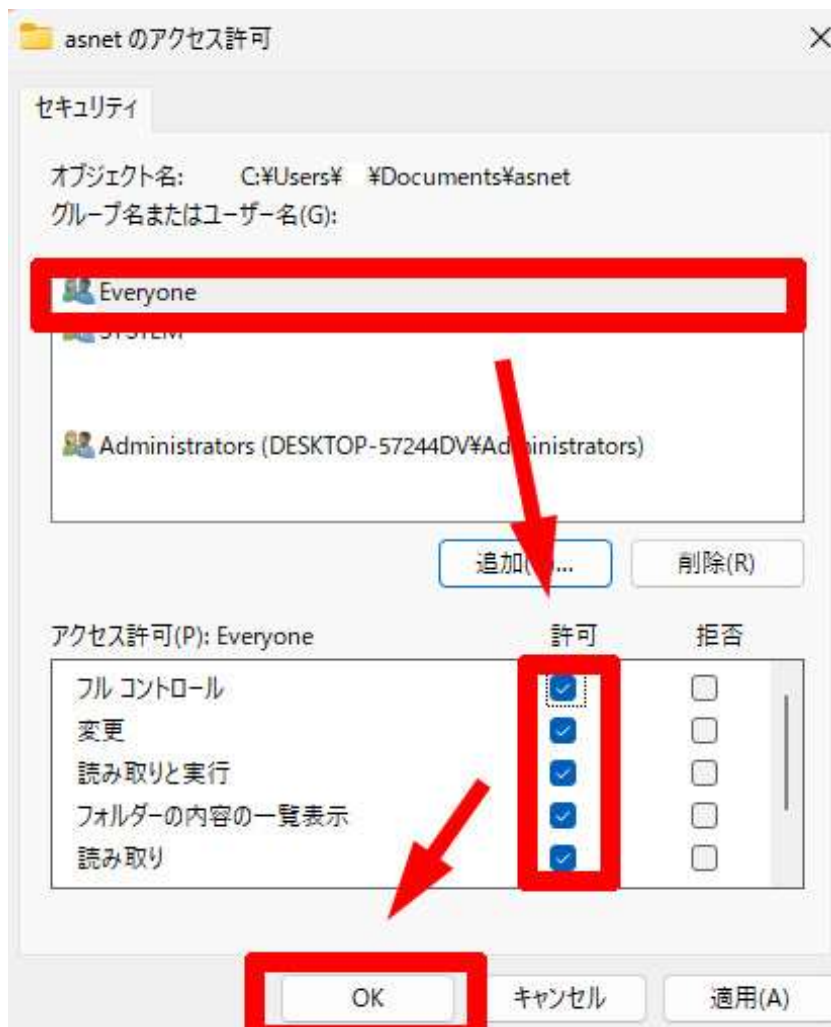 asnet のアクセス許可
セキュリティ
オブジェクト名: C:¥Users¥ ¥Documents¥asnet
グループ名またはユーザー名(G):
Everyone
SYSTEM
Administrators (DESKTOP-57244DV¥Administrators)
追加( )... 削除(R)
アクセス許可(P): Everyone 許可 拒否
フル コントロール
変更
読み取りと実行
フォルダーの内容の一覧表示
読み取り
OK キャンセル 適用(A)